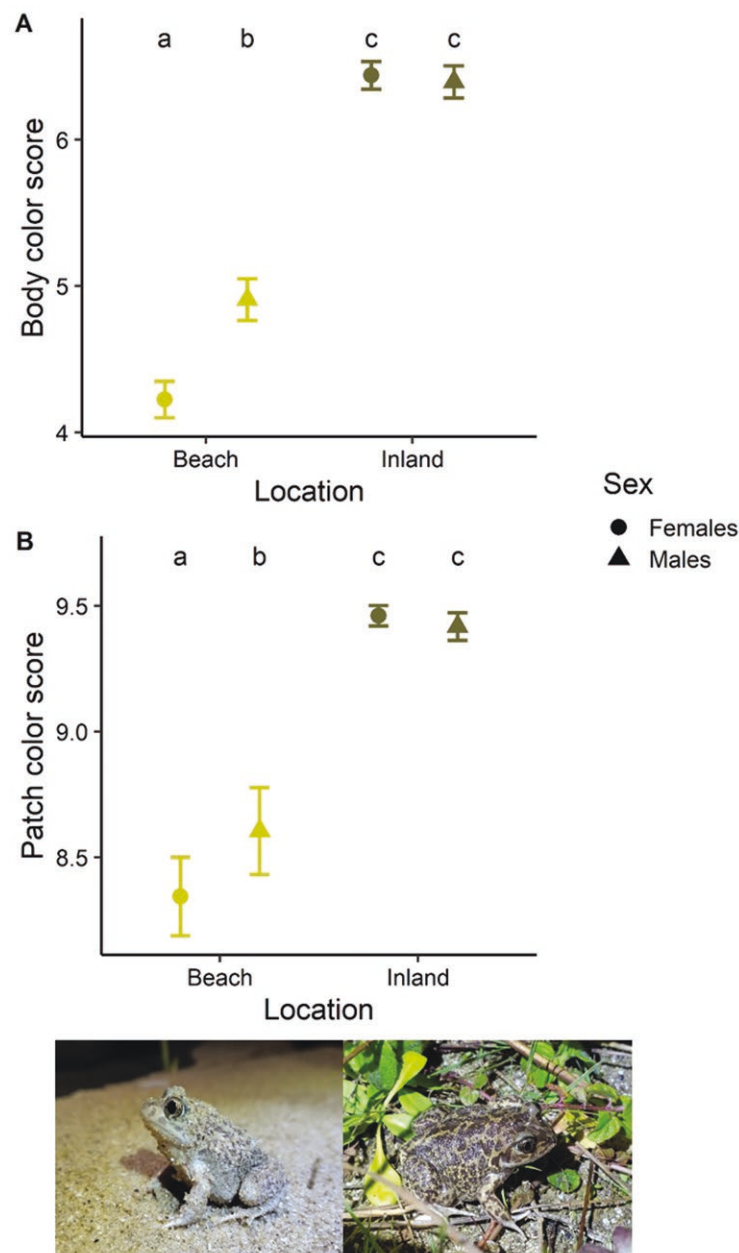 A
a b c c
6
5
4
Body color score
Beach Inland
Location
Sex
Females
Males
B
a b c c
9.5
9.0
8.5
Patch color score
Beach Inland
Location